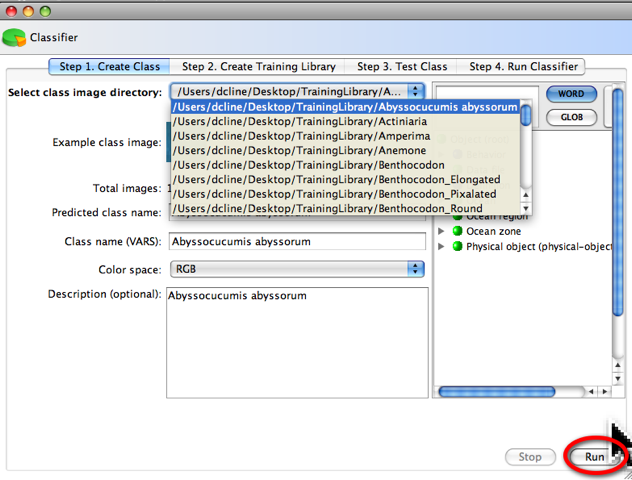 Classifier
Step 1. Create Class
Step 2. Create Training Library
Step 3. Test Class
Step 4. Run Classifier
Select class image directory:
/Users/dcline/Desktop/TrainingLibrary/A...
/Users/dcline/Desktop/TrainingLibrary/Abyssocucumis abyssorum
/Users/dcline/Desktop/TrainingLibrary/Actiniaria
/Users/dcline/Desktop/TrainingLibrary/Amperima
/Users/dcline/Desktop/TrainingLibrary/Anemone
/Users/dcline/Desktop/TrainingLibrary/Benthocodon
/Users/dcline/Desktop/TrainingLibrary/Benthocodon_Elongated
/Users/dcline/Desktop/TrainingLibrary/Benthocodon_Pixalated
/Users/dcline/Desktop/TrainingLibrary/Benthocodon_Round
WORD
GLOB
Example class image:
Total images:
Predicted class name:
Class name (VARS):
Abyssocucumis abyssorum
Color space:
RGB
Description (optional):
Abyssocucumis abyssorum
Ocean region
Ocean zone
Physical object (physical-object
Stop
Run